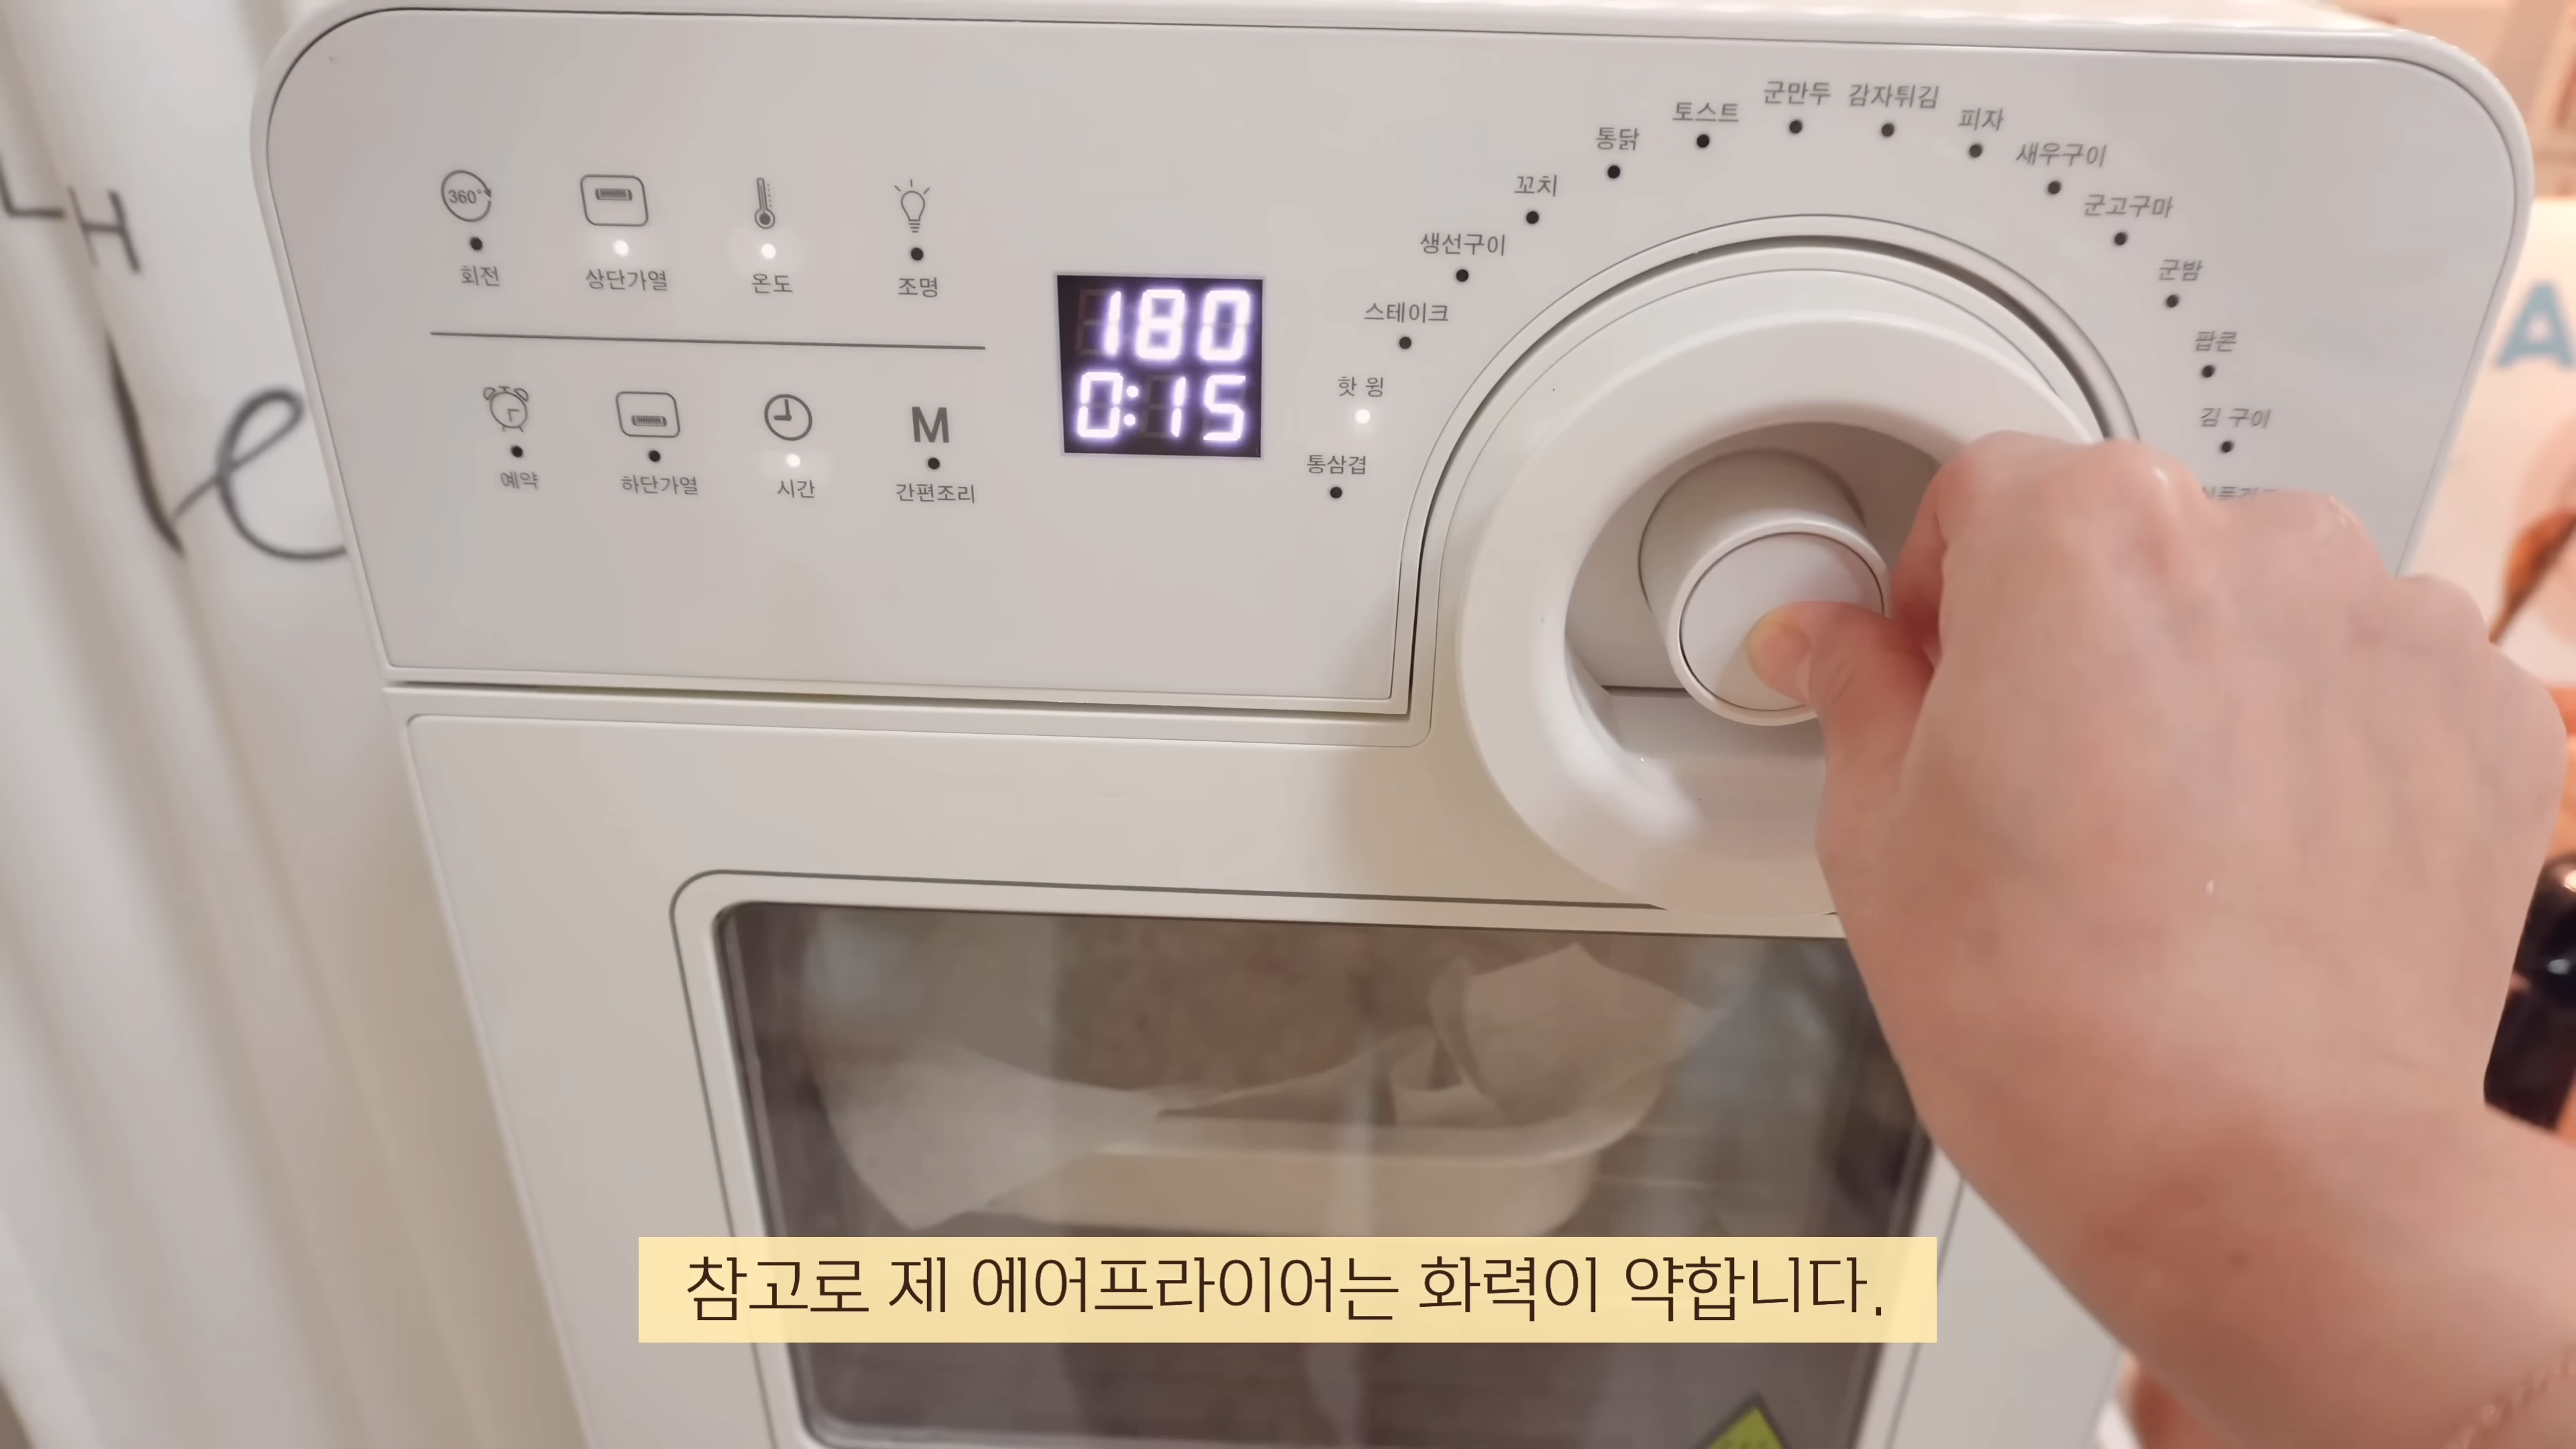 토스트
군만두
감자튀김
피자
통닭
새우구이
꼬치
군고구마
생선구이
군밤
스테이크
팝콘
핫 윙
김 구이
통삼겹
360°
회전
상단가열
온도
조명
예약
하단가열
시간
M
간편조리
180
0:15
LH
le
A
참고로 제 에어프라이어는 화력이 약합니다.